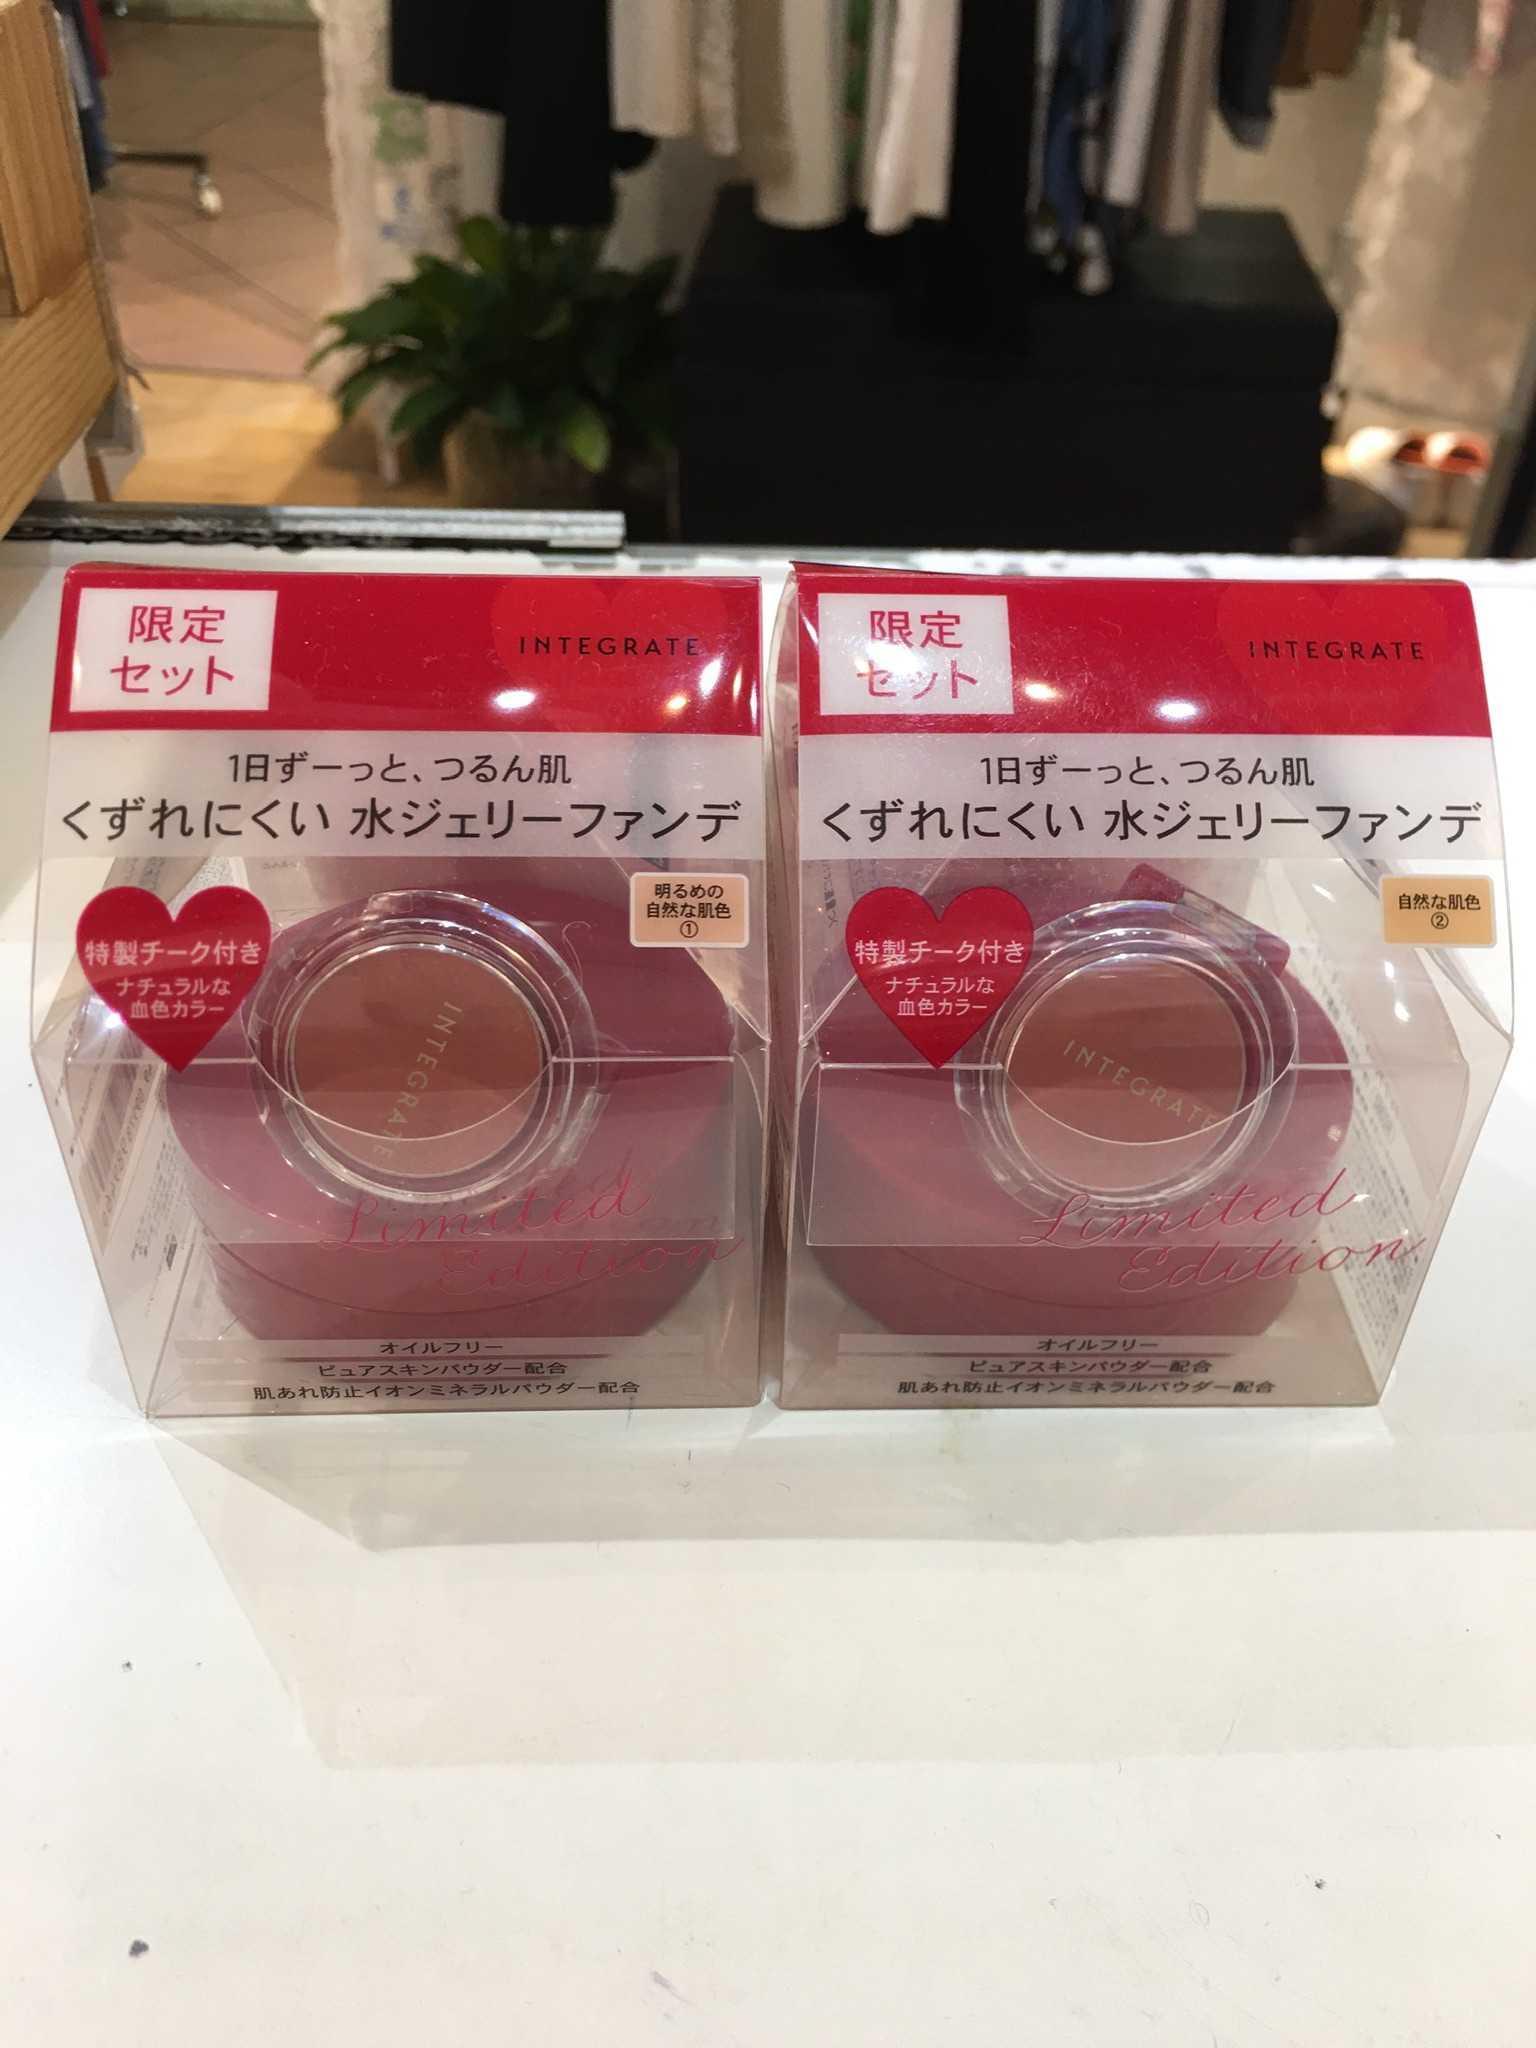 限定
セット
INTEGRATE
1日ずーっと、つるん肌
くずれにくい 水ジェリーファンデ
明るめの
自然な肌色
①
特製チーク付き
ナチュラルな
血色カラー
INTEGRATE
Limited
Edition
オイルフリー
ピュアスキンパウダー配合
肌あれ防止イオンミネラルパウダー配合
限定
セット
INTEGRATE
1日ずーっと、つるん肌
くずれにくい 水ジェリーファンデ
自然な肌色
②
特製チーク付き
ナチュラルな
血色カラー
INTEGRATE
Limited
Edition
オイルフリー
ピュアスキンパウダー配合
肌あれ防止イオンミネラルパウダー配合